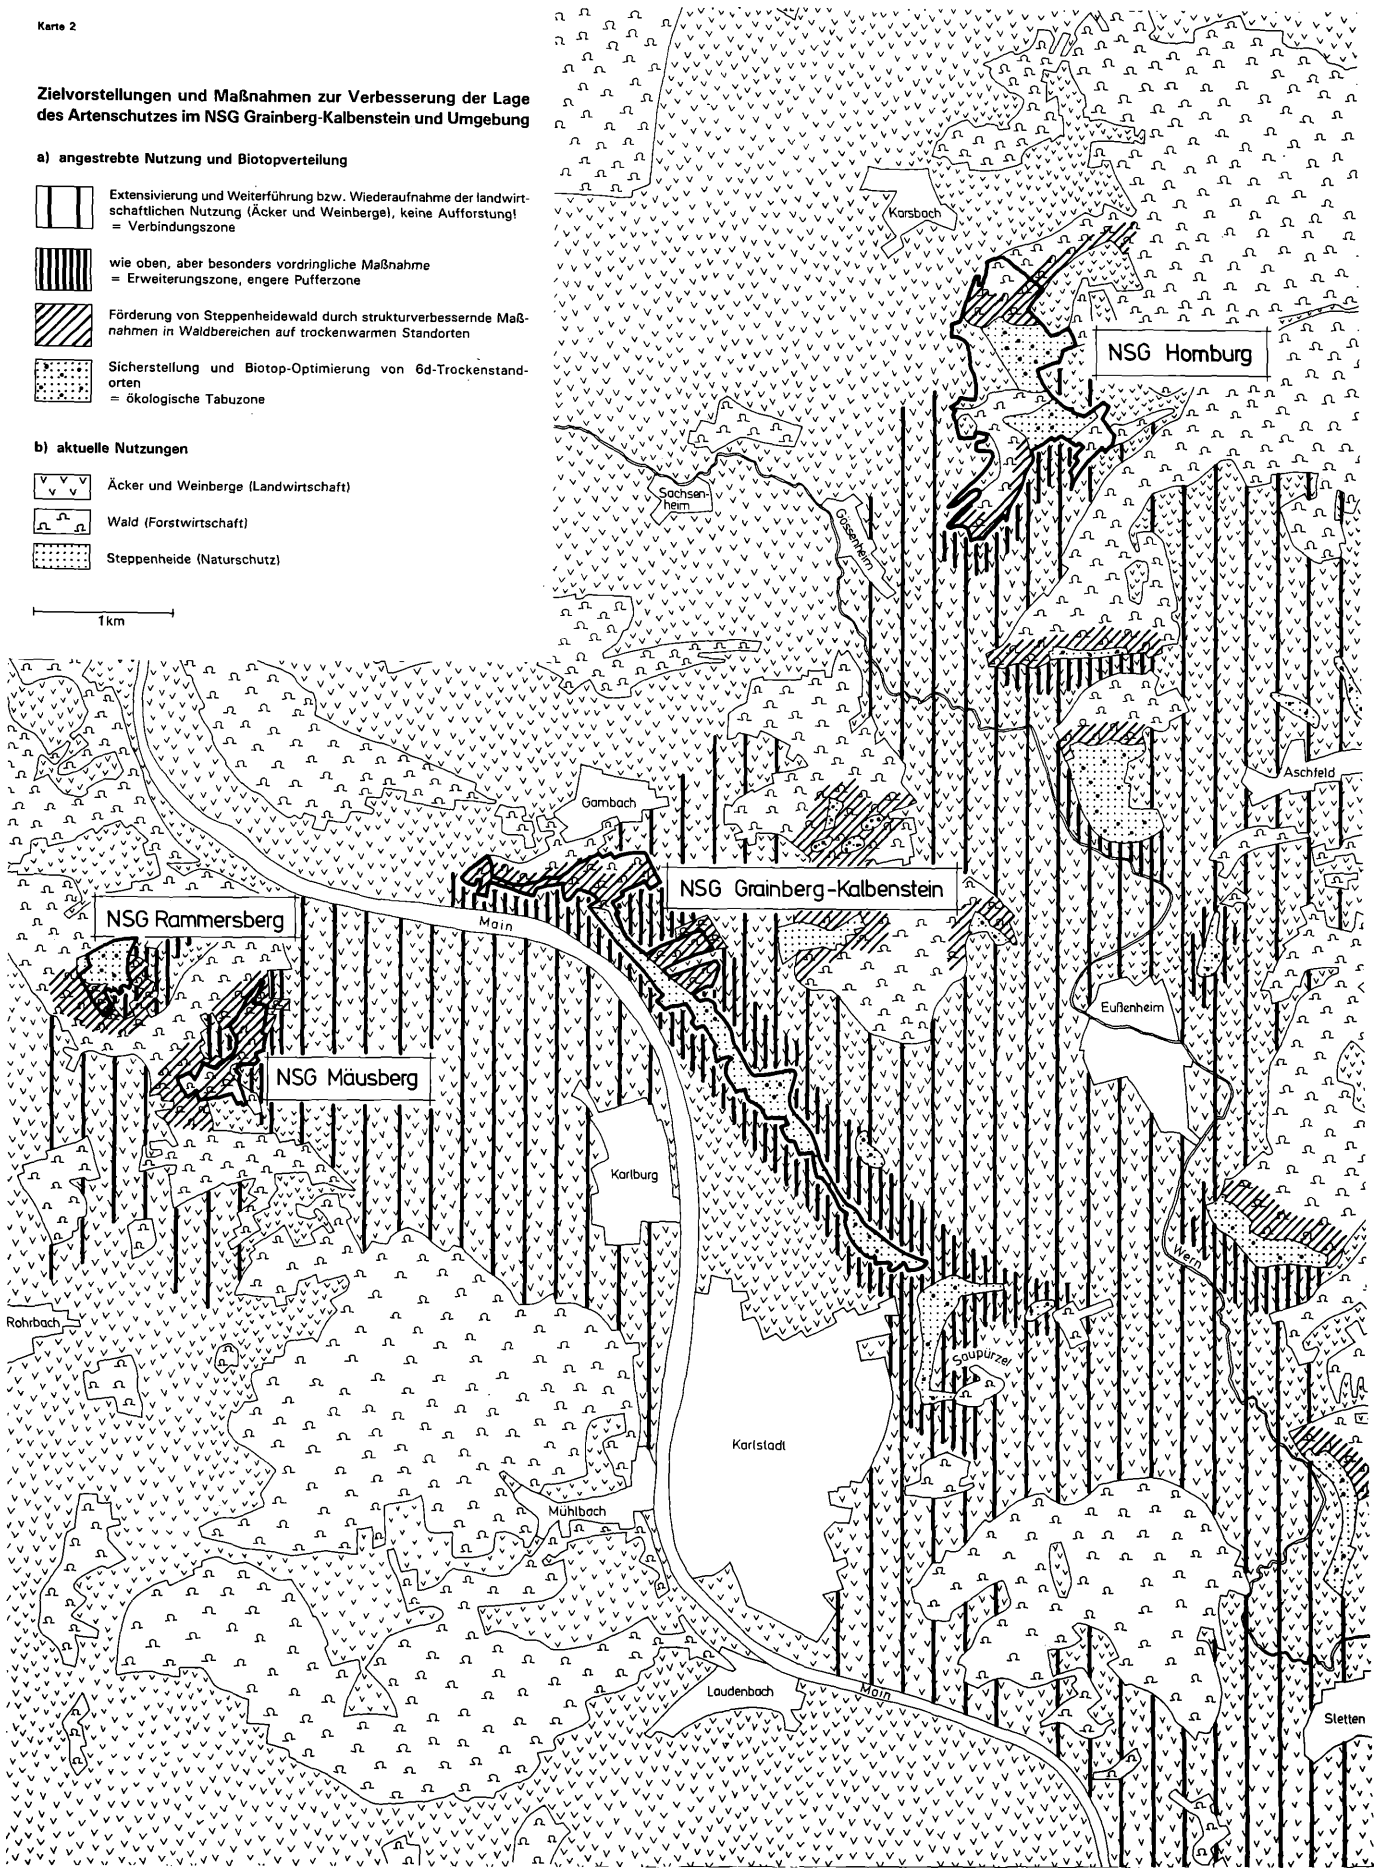 Karte 2
Zielvorstellungen und Maßnahmen zur Verbesserung der Lage
des Artenschutzes im NSG Grainberg-Kalbenstein und Umgebung
a) angestrebte Nutzung und Biotopverteilung
Extensivierung und Weiterführung bzw. Wiederaufnahme der landwirt-
schaftlichen Nutzung (Äcker und Weinberge), keine Aufforstung!
= Verbindungszone
wie oben, aber besonders vordringliche Maßnahme
= Erweiterungszone, engere Pufferzone
Förderung von Steppenheidewald durch strukturverbessernde Maß-
nahmen in Waldbereichen auf trockenwarmen Standorten
Sicherstellung und Biotop-Optimierung von 6d-Trockenstand-
orten
= ökologische Tabuzone
b) aktuelle Nutzungen
Äcker und Weinberge (Landwirtschaft)
Wald (Forstwirtschaft)
Steppenheide (Naturschutz)
1km
Karsbach
NSG Homburg
Sachsen-
heim
Gössenheim
Aschfeld
Gambach
NSG Grainberg-Kalbenstein
NSG Rammersberg
Main
Eußenheim
NSG Mäusberg
Karlburg
Wern
Rohrbach
Saupürzel
Karlstadt
Mühlbach
Laudenbach
Main
Stetten